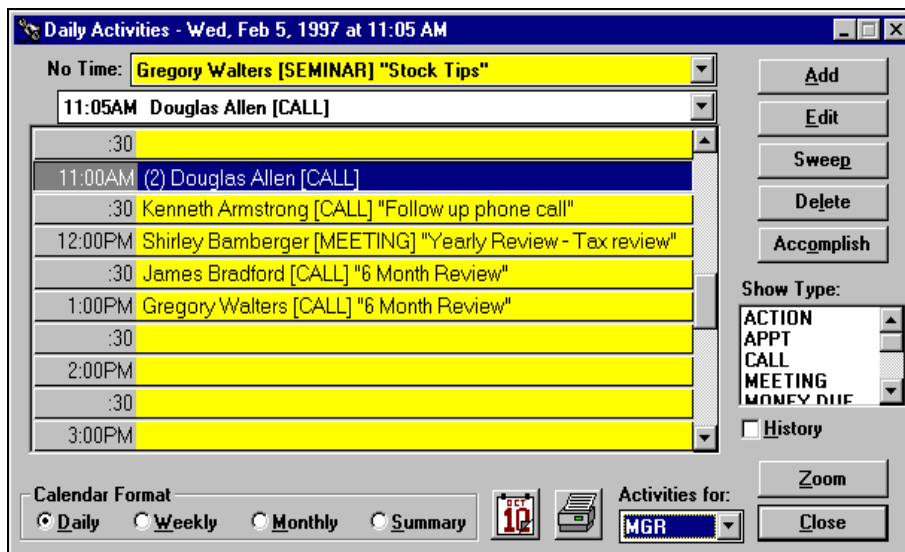 Daily Activities - Wed, Feb 5, 1997 at 11:05 AM
No Time: Gregory Walters [SEMINAR] "Stock Tips"
11:05AM Douglas Allen [CALL]
:30
11:00AM (2) Douglas Allen [CALL]
:30 Kenneth Armstrong [CALL] "Follow up phone call"
12:00PM Shirley Bamberger [MEETING] "Yearly Review - Tax review"
:30 James Bradford [CALL] "6 Month Review"
1:00PM Gregory Walters [CALL] "6 Month Review"
:30
2:00PM
:30
3:00PM
Add
Edit
Sweep
Delete
Accomplish
Show Type:
ACTION
APPT
CALL
MEETING
MONEY DUE
History
Calendar Format
Daily Weekly Monthly Summary
OCT
10
Activities for:
MGR
Zoom
Close